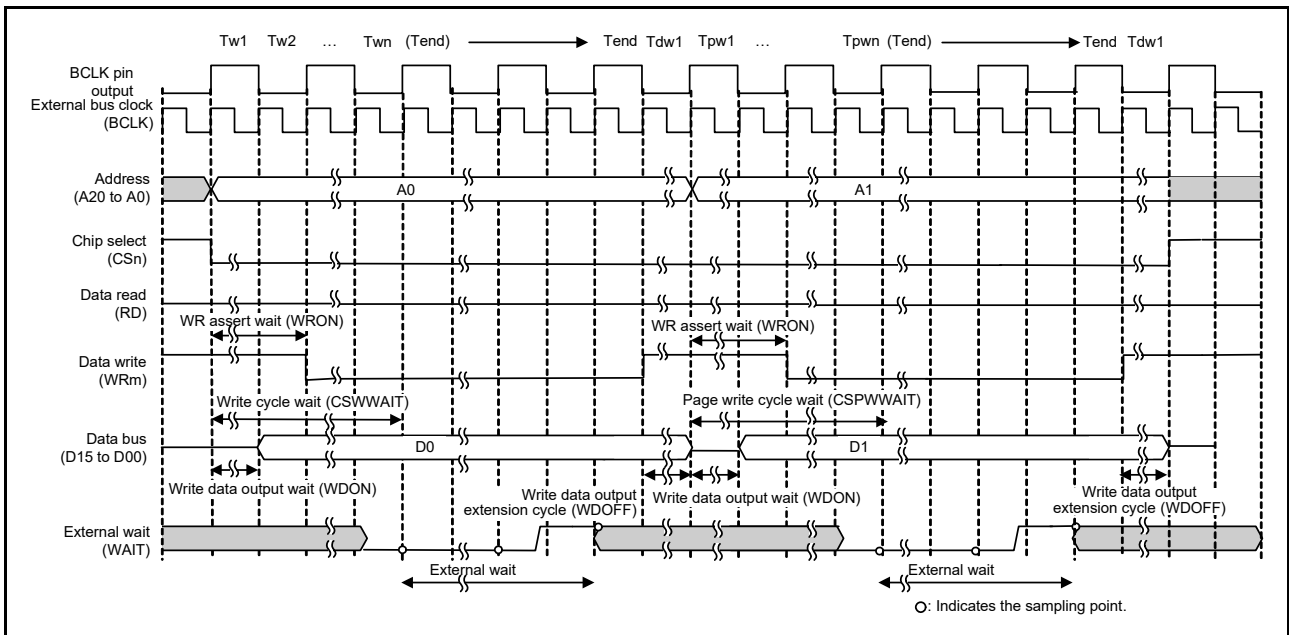 Tw1 Tw2 … Twn (Tend) Tend Tdw1 Tpw1 … Tpwn (Tend) Tend Tdw1
BCLK pin
output
External bus clock
(BCLK)
Address
(A20 to A0)
A0
A1
Chip select
(CSn)
Data read
(RD)
WR assert wait (WRON)
WR assert wait (WRON)
Data write
(WRm)
Write cycle wait (CSWWAIT)
Page write cycle wait (CSPWWAIT)
Data bus
(D15 to D00)
D0
D1
Write data output wait (WDON)
Write data output
extension cycle (WDOFF)
Write data output wait (WDON)
Write data output
extension cycle (WDOFF)
External wait
(WAIT)
External wait
External wait
O: Indicates the sampling point.